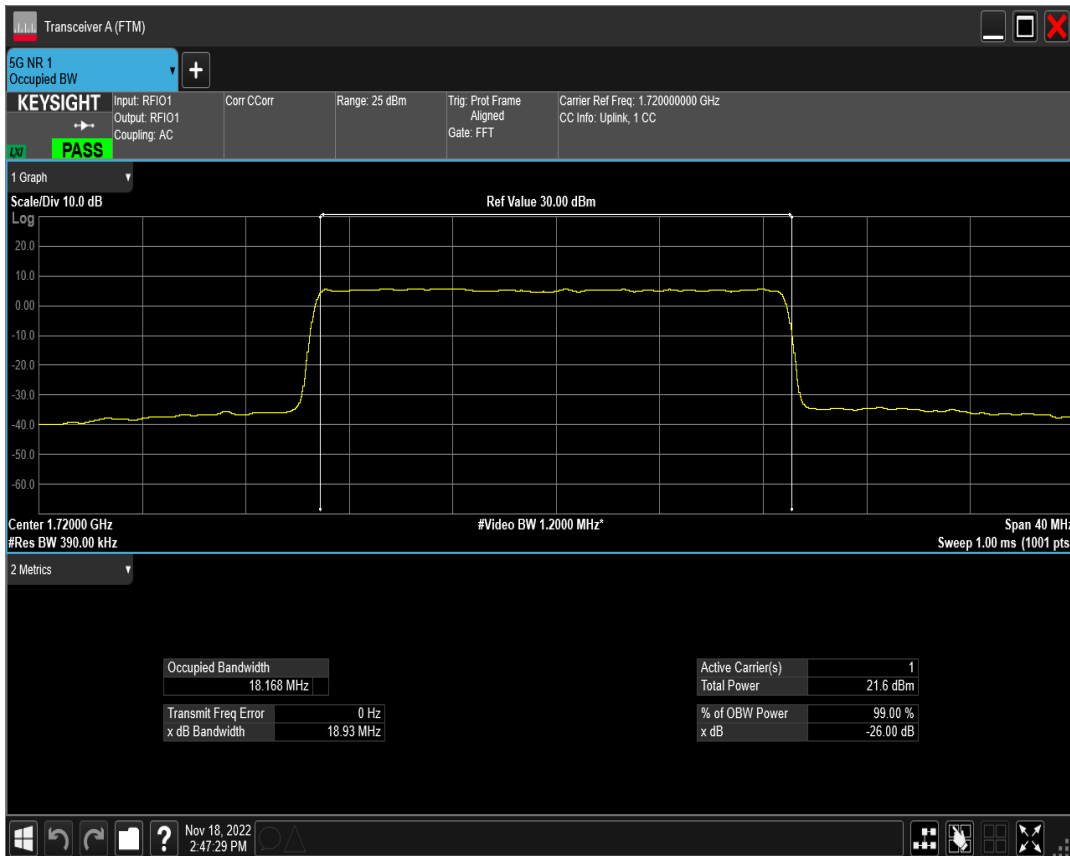 Transceiver A (FTM)
5G NR 1
Occupied BW
+
KEYSIGHT
LXI
PASS
Input: RFIO1
Output: RFIO1
Coupling: AC
Corr CCorr
Range: 25 dBm
Trig: Prot Frame
Aligned
Gate: FFT
Carrier Ref Freq: 1.720000000 GHz
CC Info: Uplink, 1 CC
1 Graph
Scale/Div 10.0 dB
Ref Value 30.00 dBm
Log
20.0
10.0
0.00
-10.0
-20.0
-30.0
-40.0
-50.0
-60.0
Center 1.72000 GHz
#Video BW 1.2000 MHz*
Span 40 MHz
#Res BW 390.00 kHz
Sweep 1.00 ms (1001 pts
2 Metrics
Occupied Bandwidth
18.168 MHz
Transmit Freq Error 0 Hz
x dB Bandwidth 18.93 MHz
Active Carrier(s) 1
Total Power 21.6 dBm
% of OBW Power 99.00 %
x dB -26.00 dB
?
Nov 18, 2022
2:47:29 PM